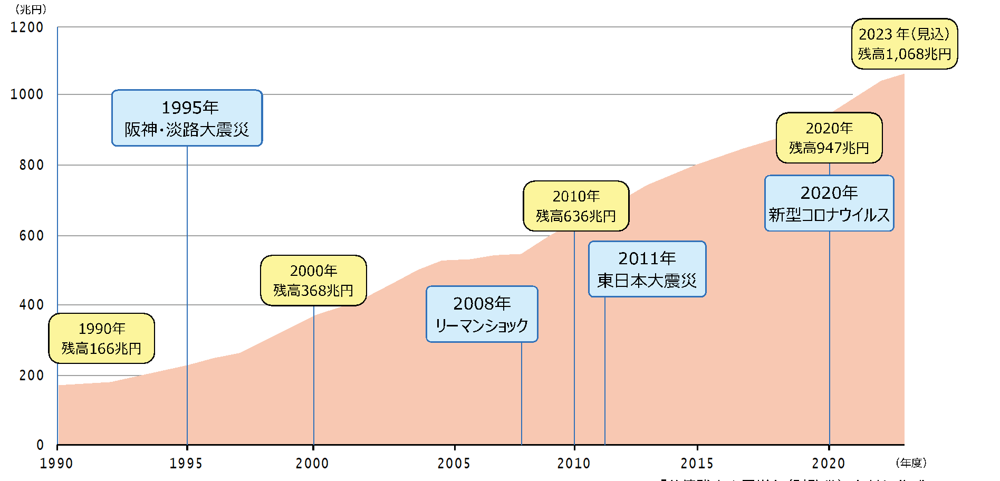 （兆円）
1200
1000
800
600
400
200
0
2023 年（見込）
残高1,068兆円
1995年
阪神・淡路大震災
2020年
残高947兆円
2020年
新型コロナウイルス
2010年
残高636兆円
2011年
東日本大震災
2000年
残高368兆円
2008年
リーマンショック
1990年
残高166兆円
1990
1995
2000
2005
2010
2015
2020
（年度）